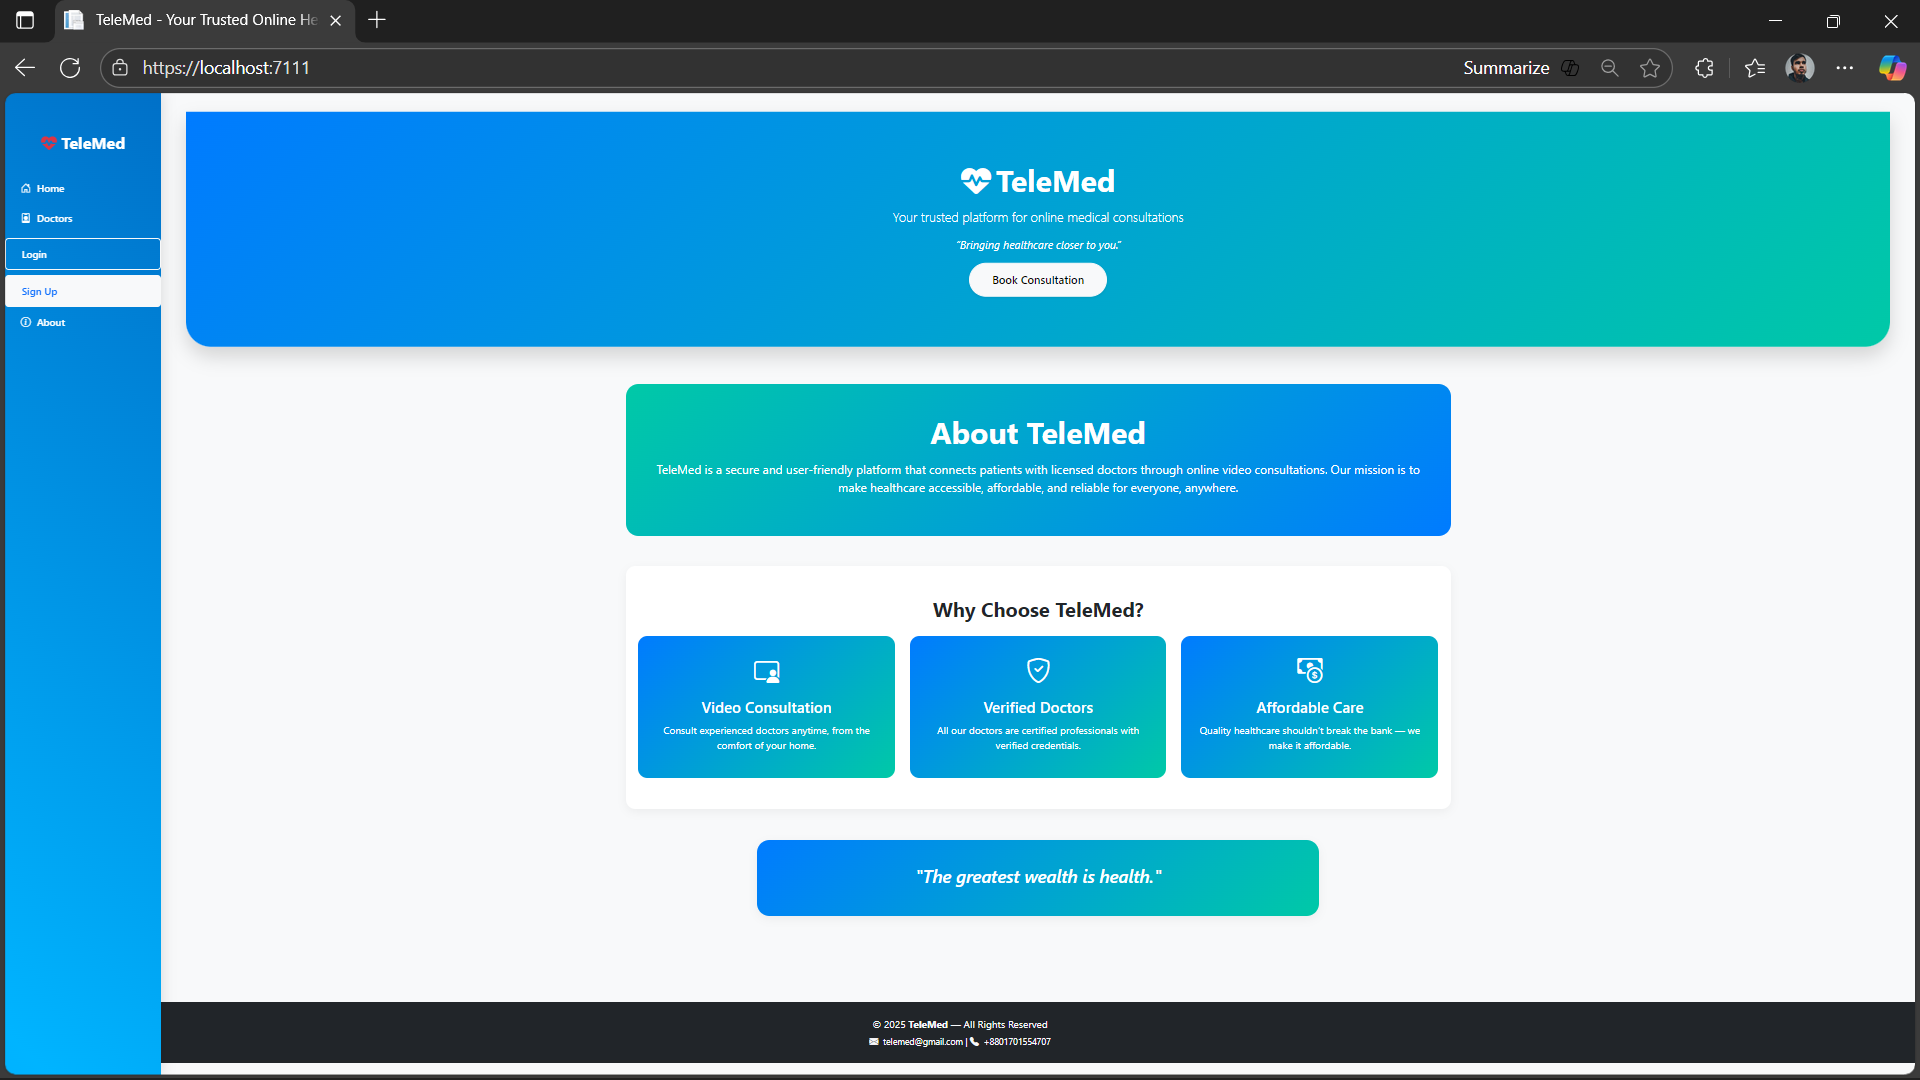 TeleMed - Your Trusted Online He
https://localhost:7111
Summarize
TeleMed
Home
Doctors
Login
Sign Up
About
TeleMed
Your trusted platform for online medical consultations
"Bringing healthcare closer to you."
Book Consultation
About TeleMed
TeleMed is a secure and user-friendly platform that connects patients with licensed doctors through online video consultations. Our mission is to
make healthcare accessible, affordable, and reliable for everyone, anywhere.
Why Choose TeleMed?
Video Consultation
Consult experienced doctors anytime, from the
comfort of your home.
Verified Doctors
All our doctors are certified professionals with
verified credentials.
Affordable Care
Quality healthcare shouldn't break the bank — we
make it affordable.
"The greatest wealth is health."
© 2025 TeleMed — All Rights Reserved
telemed@gmail.com | +8801701554707